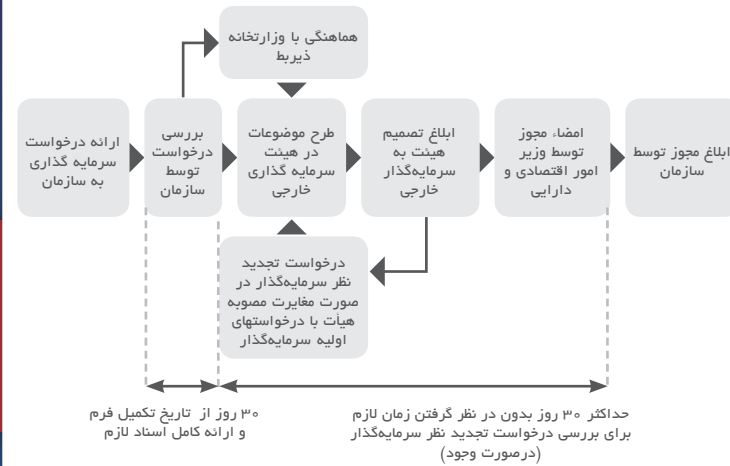 هماهنگی با وزارتخانه
ذیربط
ارائه درخواست
سرمایه گذاری
به سازمان
بررسی
درخواست
توسط
سازمان
طرح موضوعات
در هیئت
سرمایه گذاری
خارجی
ابلاغ تصمیم
هیئت به
سرمایه‌گذار
خارجی
امضاء مجوز
توسط وزیر
امور اقتصادی و
دارایی
ابلاغ مجوز توسط
سازمان
درخواست تجدید
نظر سرمایه‌گذار در
صورت مغایرت مصوبه
هیأت با درخواستهای
اولیه سرمایه‌گذار
۳۰ روز از تاریخ تکمیل فرم
و ارائه کامل اسناد لازم
حداکثر ۳۰ روز بدون در نظر گرفتن زمان لازم
برای بررسی درخواست تجدید نظر سرمایه‌گذار
(درصورت وجود)